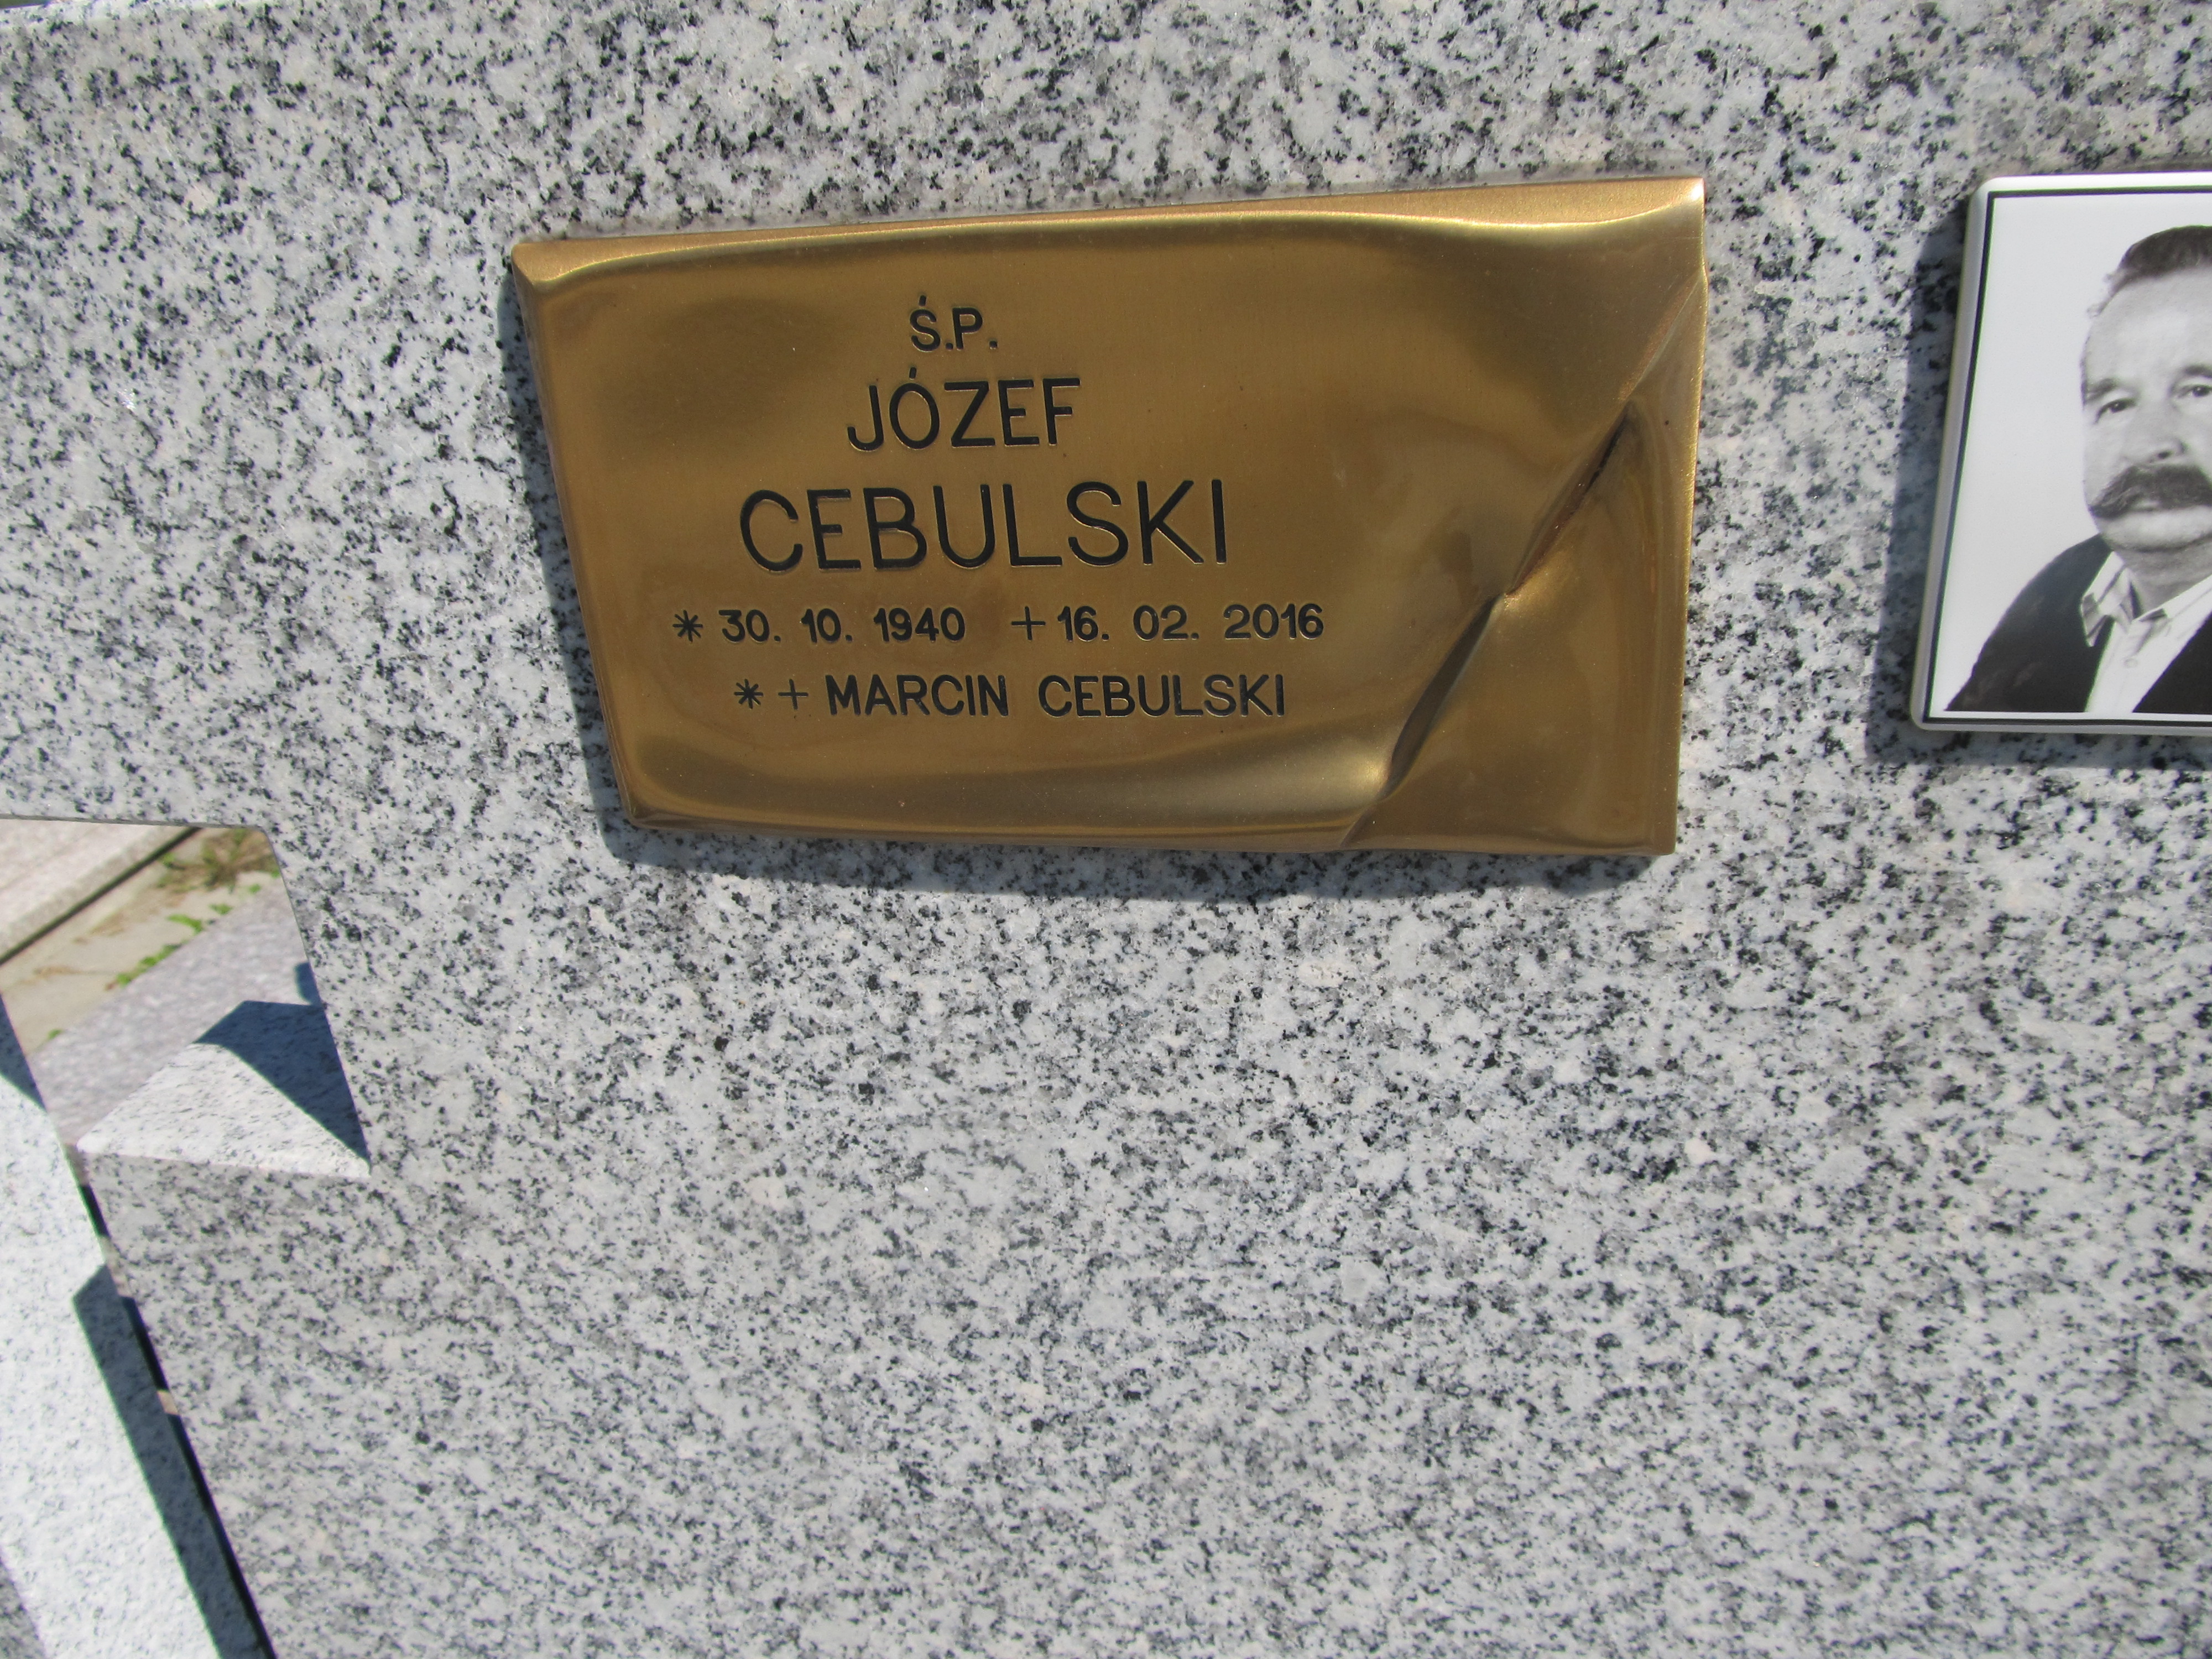 Ś.P.
JÓZEF
CEBULSKI
* 30. 10. 1940 + 16. 02. 2016
* + MARCIN CEBULSKI